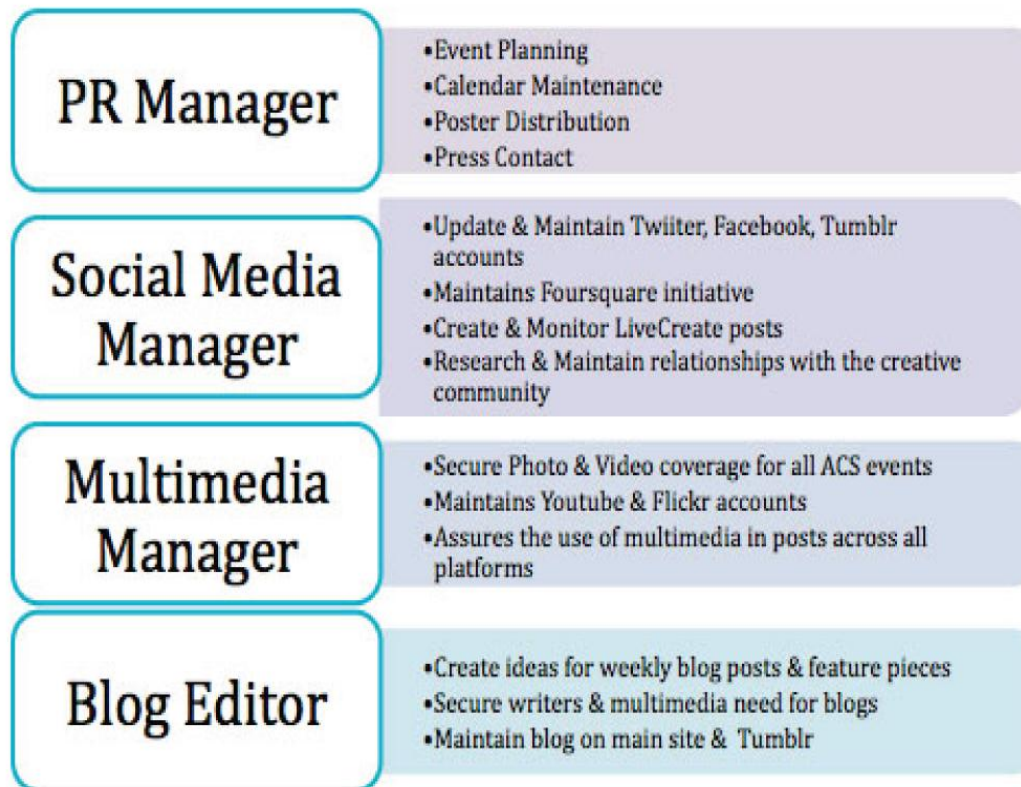 PR Manager
•Event Planning
•Calendar Maintenance
•Poster Distribution
•Press Contact
Social Media
Manager
•Update & Maintain Twiiter, Facebook, Tumblr
accounts
•Maintains Foursquare initiative
•Create & Monitor LiveCreate posts
•Research & Maintain relationships with the creative
community
Multimedia
Manager
•Secure Photo & Video coverage for all ACS events
•Maintains Youtube & Flickr accounts
•Assures the use of multimedia in posts across all
platforms
Blog Editor
•Create ideas for weekly blog posts & feature pieces
•Secure writers & multimedia need for blogs
•Maintain blog on main site & Tumblr